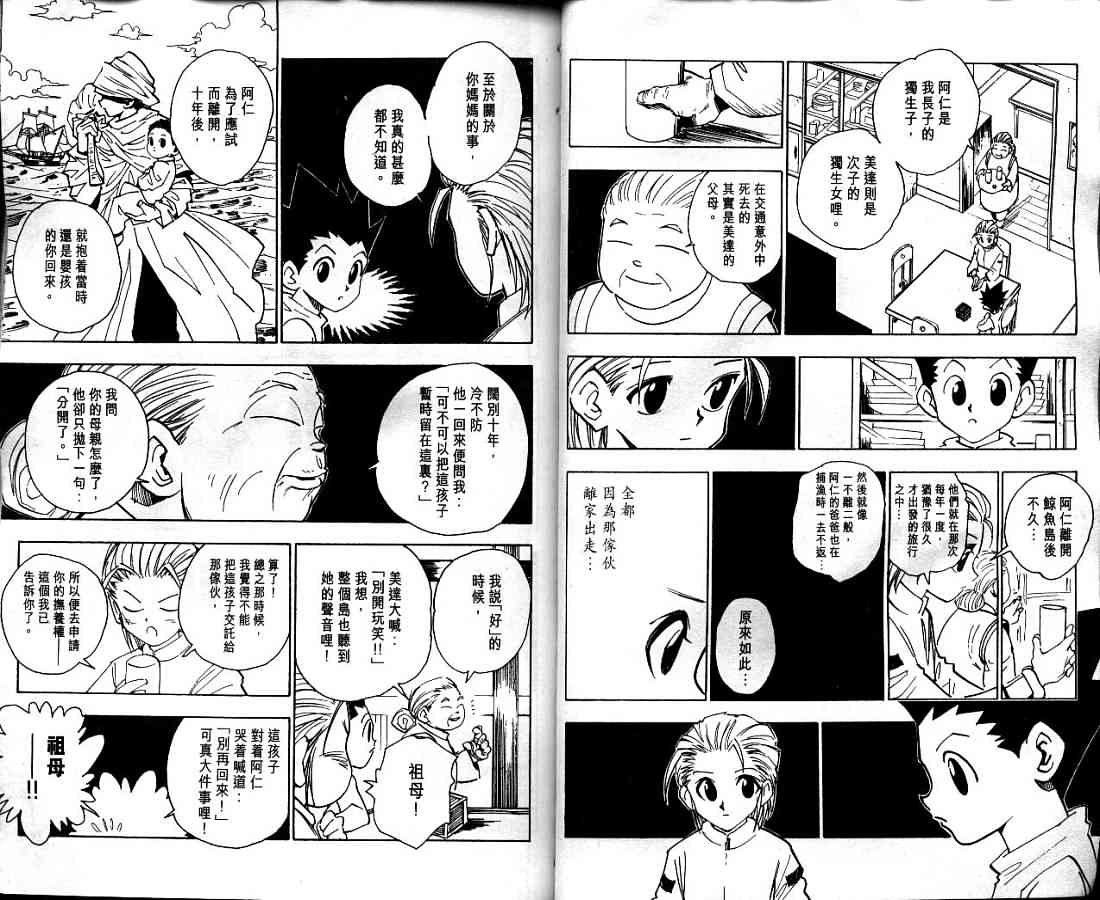 阿仁是
我長子的
獨生子，
美達則是
次子的
獨生女哩。
在交通意外中
死去的
其實是美達的
父母。
阿仁離開
鯨魚島後
不久…
他們就在那次
每年一度，
猶豫了很久
才出發的旅行
之中…
然後就像
一不離二般，
阿仁的爸爸也在
捕漁時一去不返…
原來如此…
全都
因為那傢伙
離家出走…
至於關於
你媽媽的事，
我真的甚麼
都不知道。
阿仁
為了應試
而離開，
十年後，
就抱着當時
還是嬰孩
的你回來。
闊別十年，
冷不防
他一回來便問我：
「可不可以把這孩子
暫時留在這裏？」
我問
你的母親怎麼了，
他卻只拋下一句：
「分開了。」
我說「好」的
時候，
美達大喊：
「別開玩笑!!」
我想，
整個島也聽到
她的聲音哩！
祖母！
算了！
總之那時候，
我覺得不能
把這孩子交託給
那傢伙，
所以便去申請
你的撫養權——
這個我已
告訴你了。
這孩子
對着阿仁
哭着喊道：
「別再回來！」
可真大件事哩！
祖母
——!!